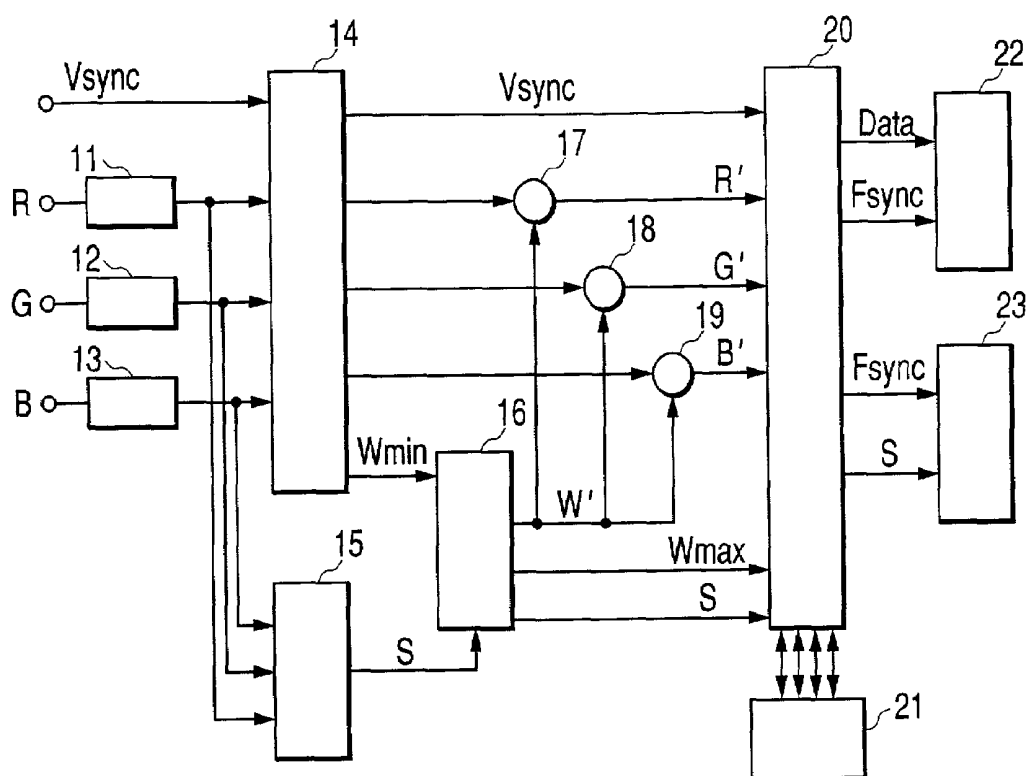 14
20
22
Vsync
Vsync
Data
11
17
R
R′
Fsync
12
18
G
G′
23
13
19
B
B′
Fsync
16
Wmin
S
W′
15
Wmax
S
S
21